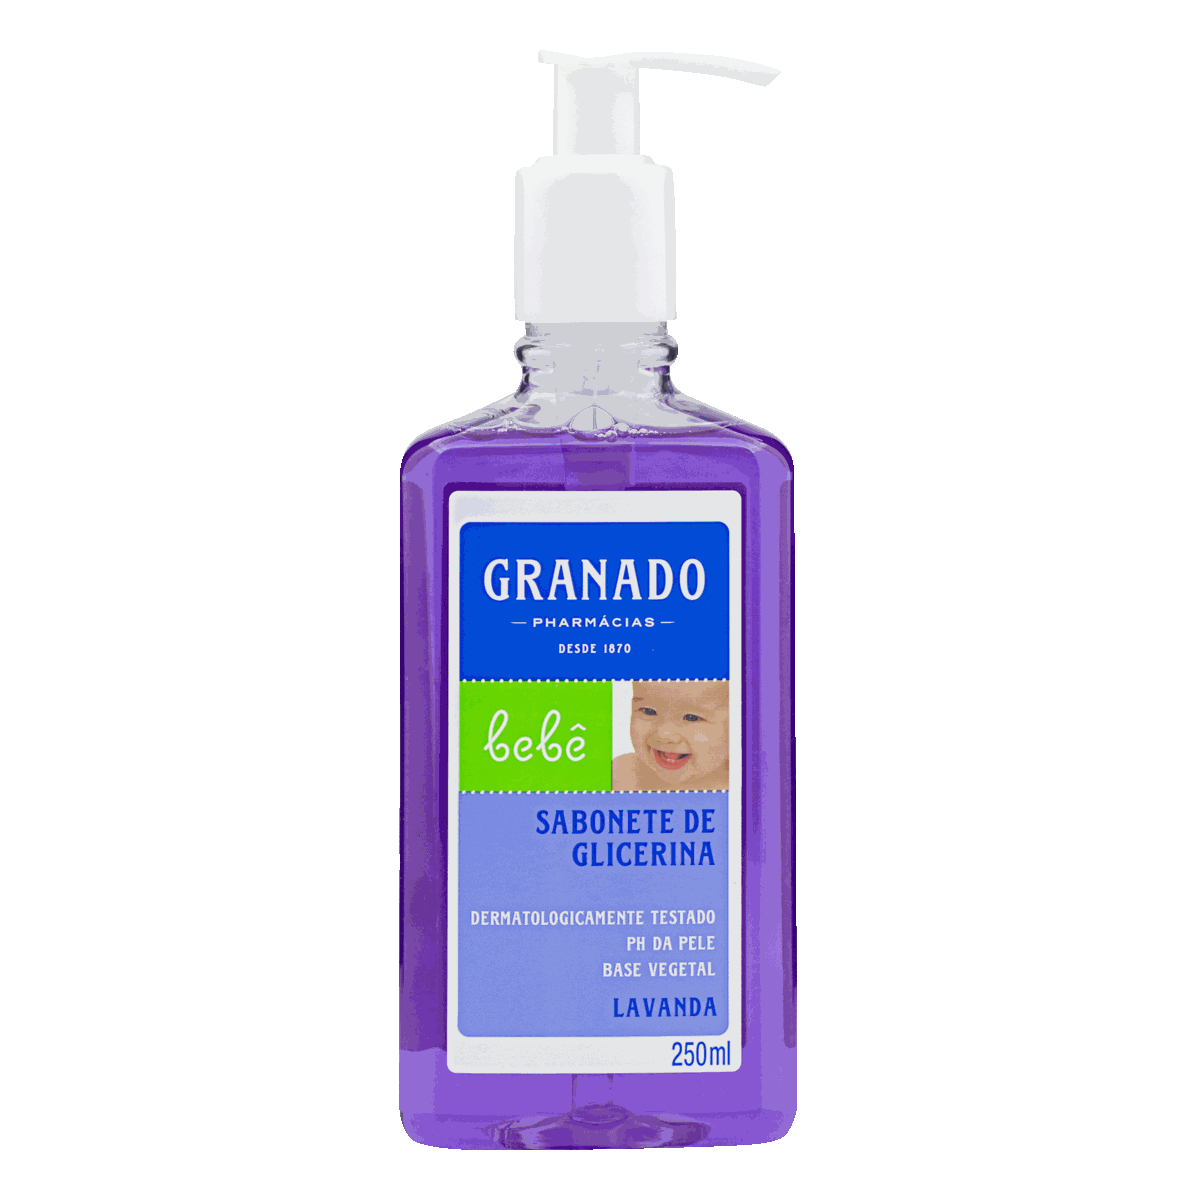 GRANADO
PHARMÁCIAS
DESDE 1870
bebê
SABONETE DE
GLICERINA
DERMATOLOGICAMENTE TESTADO
PH DA PELE
BASE VEGETAL
LAVANDA
250ml